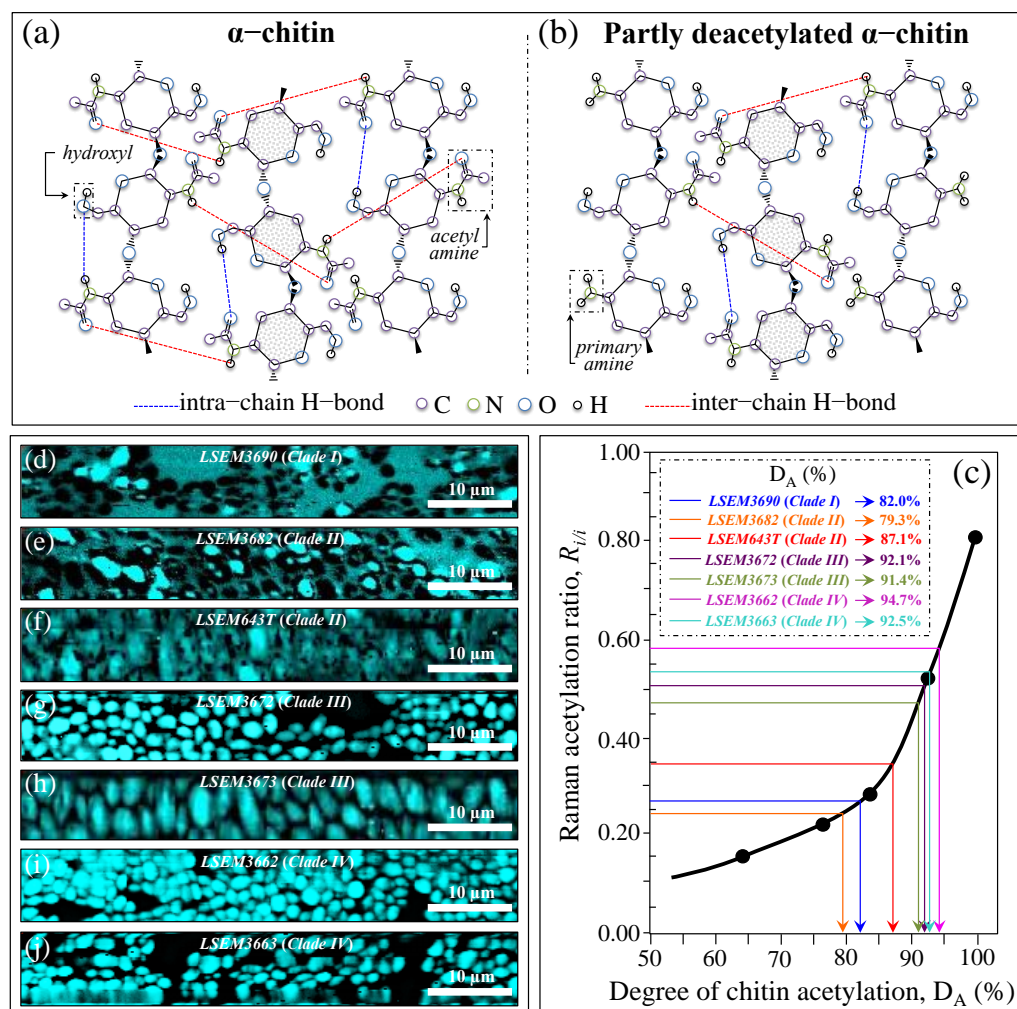 (a)
α−chitin
hydroxyl
acetyl
amine
(b)
Partly deacetylated α−chitin
primary
amine
intra−chain H−bond
C
N
O
H
inter−chain H−bond
(d)
LSEM3690 (Clade I)
10 µm
(e)
LSEM3682 (Clade II)
10 µm
(f)
LSEM643T (Clade II)
10 µm
(g)
LSEM3672 (Clade III)
10 µm
(h)
LSEM3673 (Clade III)
10 µm
(i)
LSEM3662 (Clade IV)
10 µm
(j)
LSEM3663 (Clade IV)
10 µm
(c)
D_A (%)
LSEM3690 (Clade I) → 82.0%
LSEM3682 (Clade II) → 79.3%
LSEM643T (Clade II) → 87.1%
LSEM3672 (Clade III) → 92.1%
LSEM3673 (Clade III) → 91.4%
LSEM3662 (Clade IV) → 94.7%
LSEM3663 (Clade IV) → 92.5%
Raman acetylation ratio, R_i/i
1.00
0.80
0.60
0.40
0.20
0.00
50
60
70
80
90
100
Degree of chitin acetylation, D_A (%)